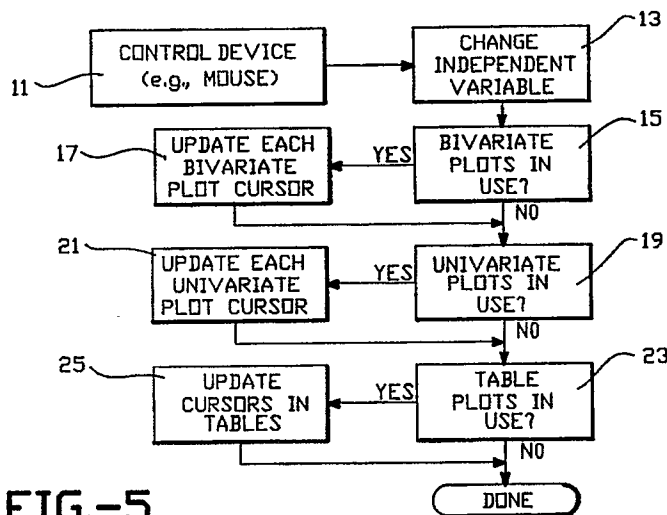 CONTROL DEVICE
(e.g., MOUSE)
11
CHANGE
INDEPENDENT
VARIABLE
13
BIVARIATE
PLOTS IN
USE?
15
YES
UPDATE EACH
BIVARIATE
PLOT CURSOR
17
NO
UNIVARIATE
PLOTS IN
USE?
19
YES
UPDATE EACH
UNIVARIATE
PLOT CURSOR
21
NO
TABLE
PLOTS IN
USE?
23
YES
UPDATE
CURSORS IN
TABLES
25
NO
DONE
FIG.-5